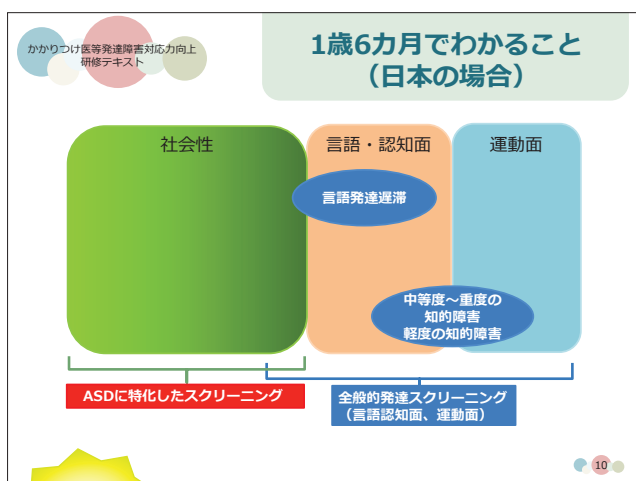 かかりつけ医等発達障害対応力向上
研修テキスト
1歳6カ月でわかること
（日本の場合）
社会性
言語・認知面
運動面
言語発達遅滞
中等度～重度の
知的障害
軽度の知的障害
ASDに特化したスクリーニング
全般的発達スクリーニング
（言語認知面、運動面）
10